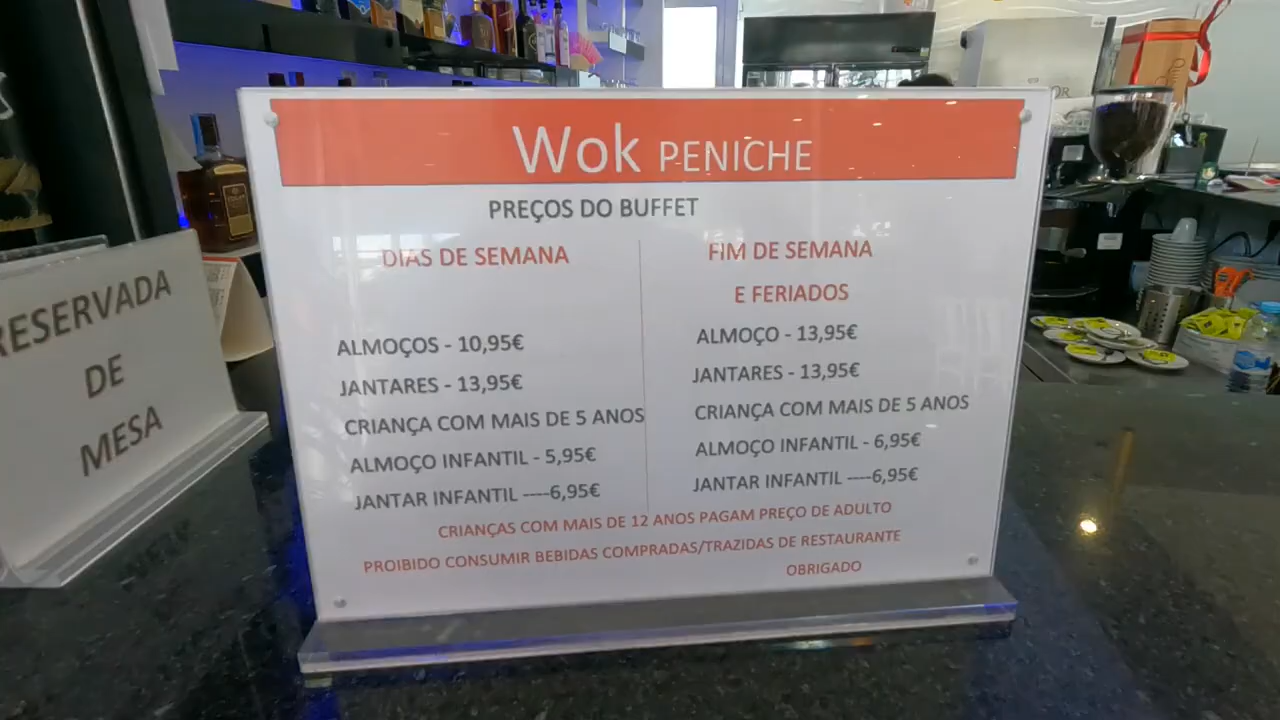 Wok PENICHE
PREÇOS DO BUFFET
DIAS DE SEMANA
ALMOÇOS - 10,95€
JANTARES - 13,95€
CRIANÇA COM MAIS DE 5 ANOS
ALMOÇO INFANTIL - 5,95€
JANTAR INFANTIL ----6,95€
FIM DE SEMANA
E FERIADOS
ALMOÇO - 13,95€
JANTARES - 13,95€
CRIANÇA COM MAIS DE 5 ANOS
ALMOÇO INFANTIL - 6,95€
JANTAR INFANTIL ----6,95€
CRIANÇAS COM MAIS DE 12 ANOS PAGAM PREÇO DE ADULTO
PROIBIDO CONSUMIR BEBIDAS COMPRADAS/TRAZIDAS DE RESTAURANTE
OBRIGADO
RESERVADA
DE
MESA